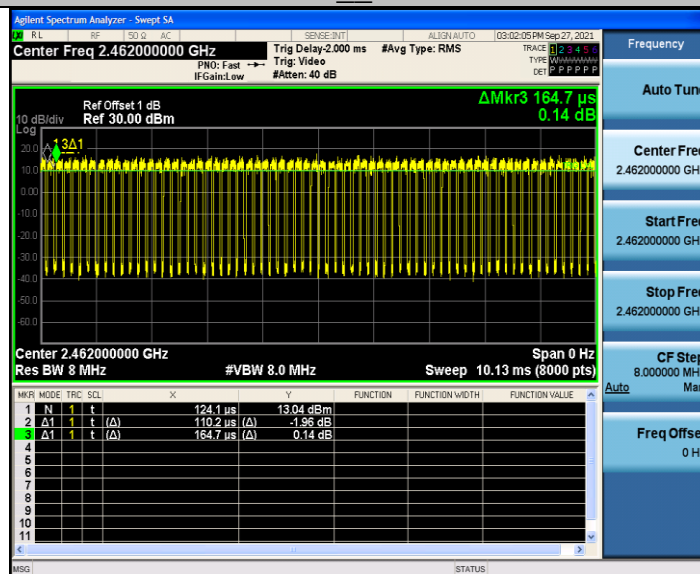 Agilent Spectrum Analyzer - Swept SA
RL RF 50 Ω AC SENSE:INT ALIGN AUTO 03:02:05 PM Sep 27, 2021
Center Freq 2.462000000 GHz
PNO: Fast
IFGain:Low
Trig Delay-2.000 ms
Trig: Video
#Atten: 40 dB
#Avg Type: RMS
TRACE 1 2 3 4 5 6
TYPE W
DET P P P P P P
Frequency
Auto Tune
Center Freq
2.462000000 GH
Start Freq
2.462000000 GH
Stop Freq
2.462000000 GH
CF Step
8.000000 MH
Auto Man
Freq Offset
0 H
ΔMkr3 164.7 µs
0.14 dB
Ref Offset 1 dB
10 dB/div Ref 30.00 dBm
Log
1 3Δ1
20.0
10.0
0.00
-10.0
-20.0
-30.0
-40.0
-50.0
-60.0
Center 2.462000000 GHz Span 0 Hz
Res BW 8 MHz #VBW 8.0 MHz Sweep 10.13 ms (8000 pts)
MKR MODE TRC SCL X Y FUNCTION FUNCTION WIDTH FUNCTION VALUE
1 N 1 t 124.1 µs 13.04 dBm
2 Δ1 1 t (Δ) 110.2 µs (Δ) -1.96 dB
3 Δ1 1 t (Δ) 164.7 µs (Δ) 0.14 dB
4
5
6
7
8
9
10
11
MSG STATUS